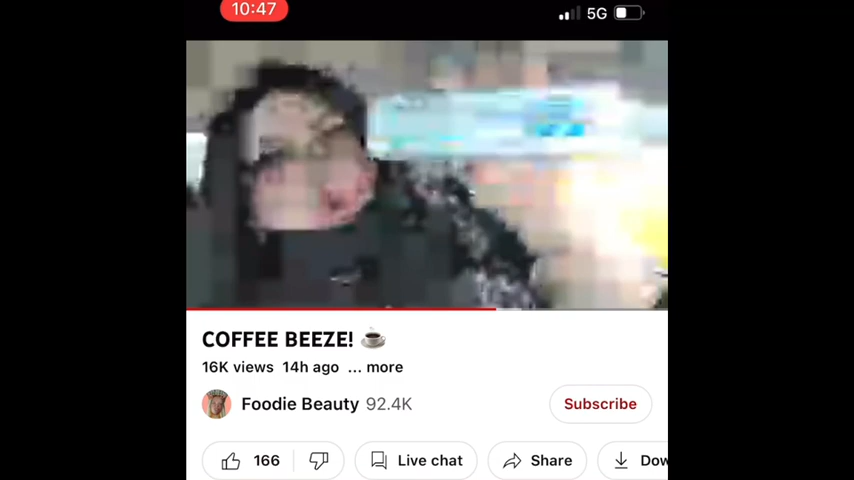 10:47
5G
COFFEE BEEZE! ☕
16K views 14h ago ... more
Foodie Beauty 92.4K
Subscribe
166
Live chat
Share
Dow